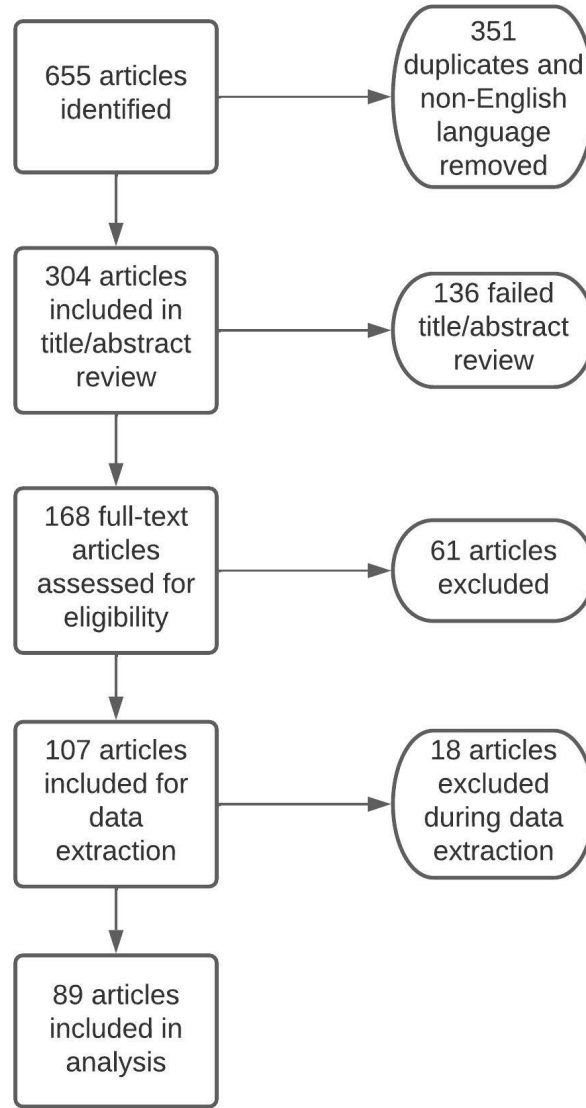 655 articles
identified
351
duplicates and
non-English
language
removed
304 articles
included in
title/abstract
review
136 failed
title/abstract
review
168 full-text
articles
assessed for
eligibility
61 articles
excluded
107 articles
included for
data
extraction
18 articles
excluded
during data
extraction
89 articles
included in
analysis